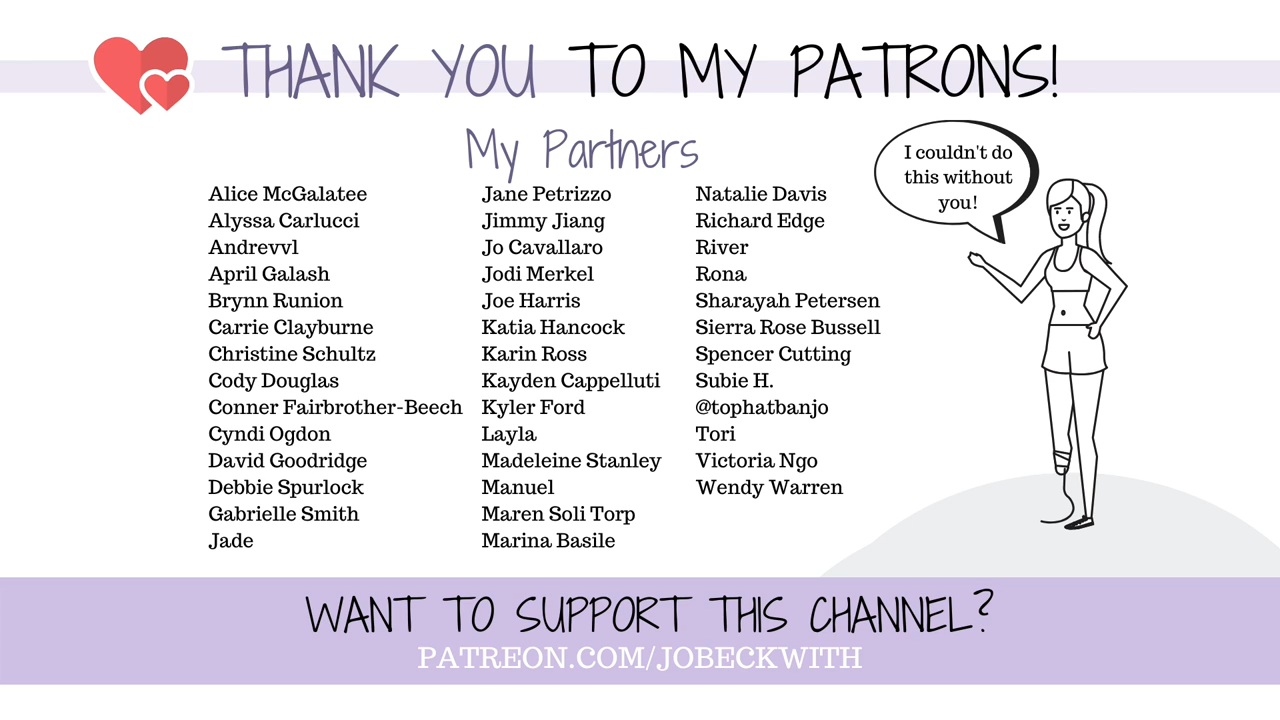 THANK YOU TO MY PATRONS!
My Partners
Alice McGalatee
Alyssa Carlucci
Andrevvl
April Galash
Brynn Runion
Carrie Clayburne
Christine Schultz
Cody Douglas
Conner Fairbrother-Beech
Cyndi Ogdon
David Goodridge
Debbie Spurlock
Gabrielle Smith
Jade
Jane Petrizzo
Jimmy Jiang
Jo Cavallaro
Jodi Merkel
Joe Harris
Katia Hancock
Karin Ross
Kayden Cappelluti
Kyler Ford
Layla
Madeleine Stanley
Manuel
Maren Soli Torp
Marina Basile
Natalie Davis
Richard Edge
River
Rona
Sharayah Petersen
Sierra Rose Bussell
Spencer Cutting
Subie H.
@tophatbanjo
Tori
Victoria Ngo
Wendy Warren
I couldn't do
this without
you!
WANT TO SUPPORT THIS CHANNEL?
PATREON.COM/JOBECKWITH